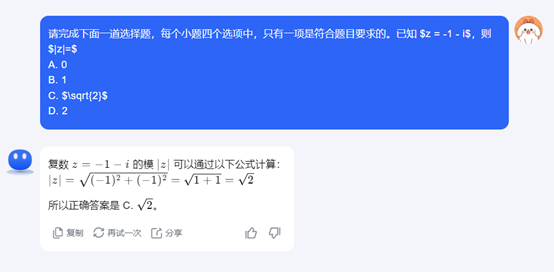 请完成下面一道选择题，每个小题四个选项中，只有一项是符合题目要求的。已知 $z = -1 - i$，则
$|z|=$
A. 0
B. 1
C. $\sqrt{2}$
D. 2
复数 z = −1 − i 的模 |z| 可以通过以下公式计算：
|z| = √((−1)² + (−1)²) = √(1 + 1) = √2
所以正确答案是 C. √2。
复制 再试一次 分享